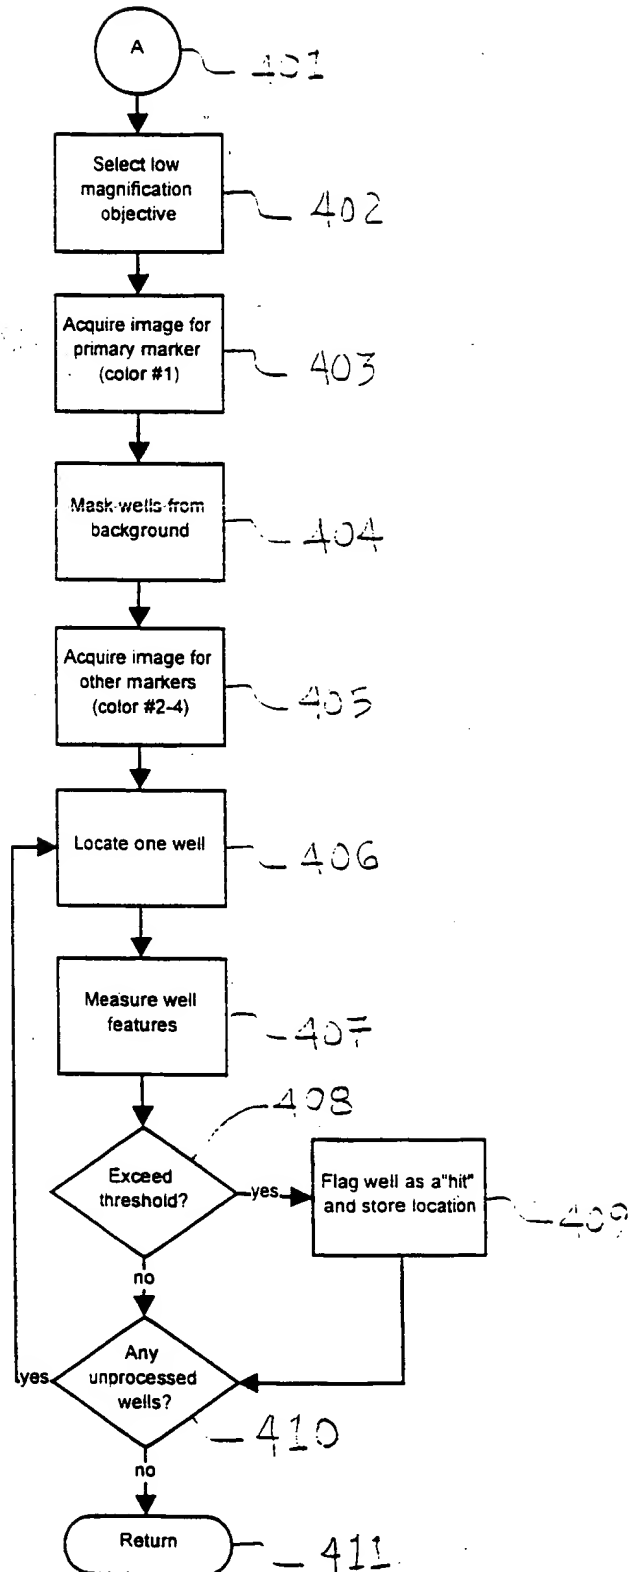 A
401
Select low
magnification
objective
402
Acquire image for
primary marker
(color #1)
403
Mask wells from
background
404
Acquire image for
other markers
(color #2-4)
405
Locate one well
406
Measure well
features
407
408
Exceed
threshold?
yes
Flag well as a"hit"
and store location
409
no
Any
unprocessed
wells?
yes
410
no
Return
411